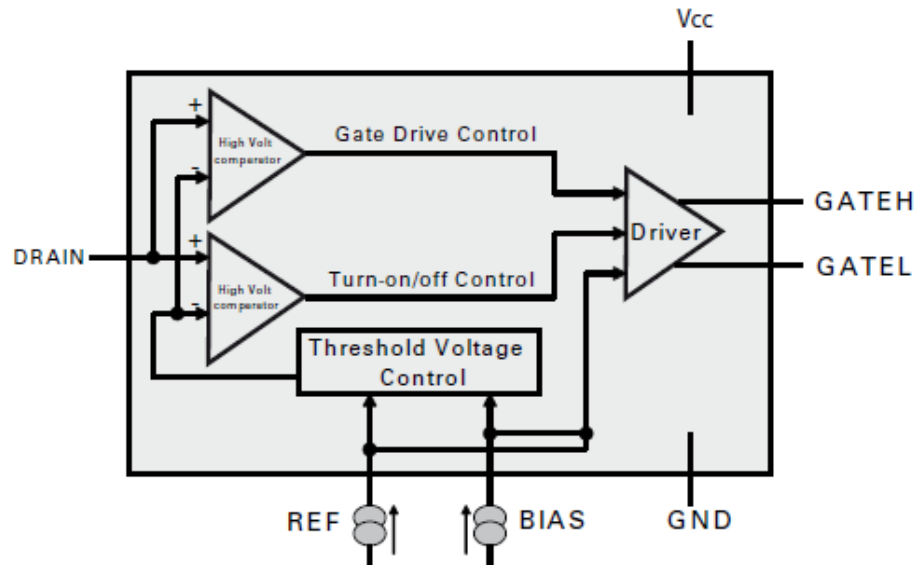 Vcc
+
High Volt
comperator
-
Gate Drive Control
GATEH
Driver
DRAIN
+
GATEL
High Volt
comperator
-
Turn-on/off Control
Threshold Voltage
Control
REF
BIAS
GND